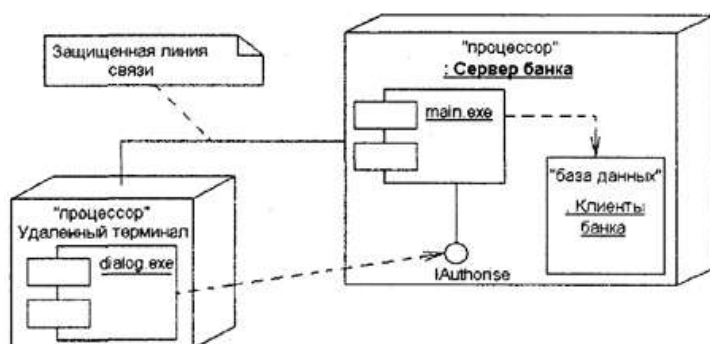 Защищенная линия
связи
"процессор"
: Сервер банка
main.exe
"база данных"
: Клиенты
банка
IAuthorise
"процессор"
Удаленный терминал
dialog.exe